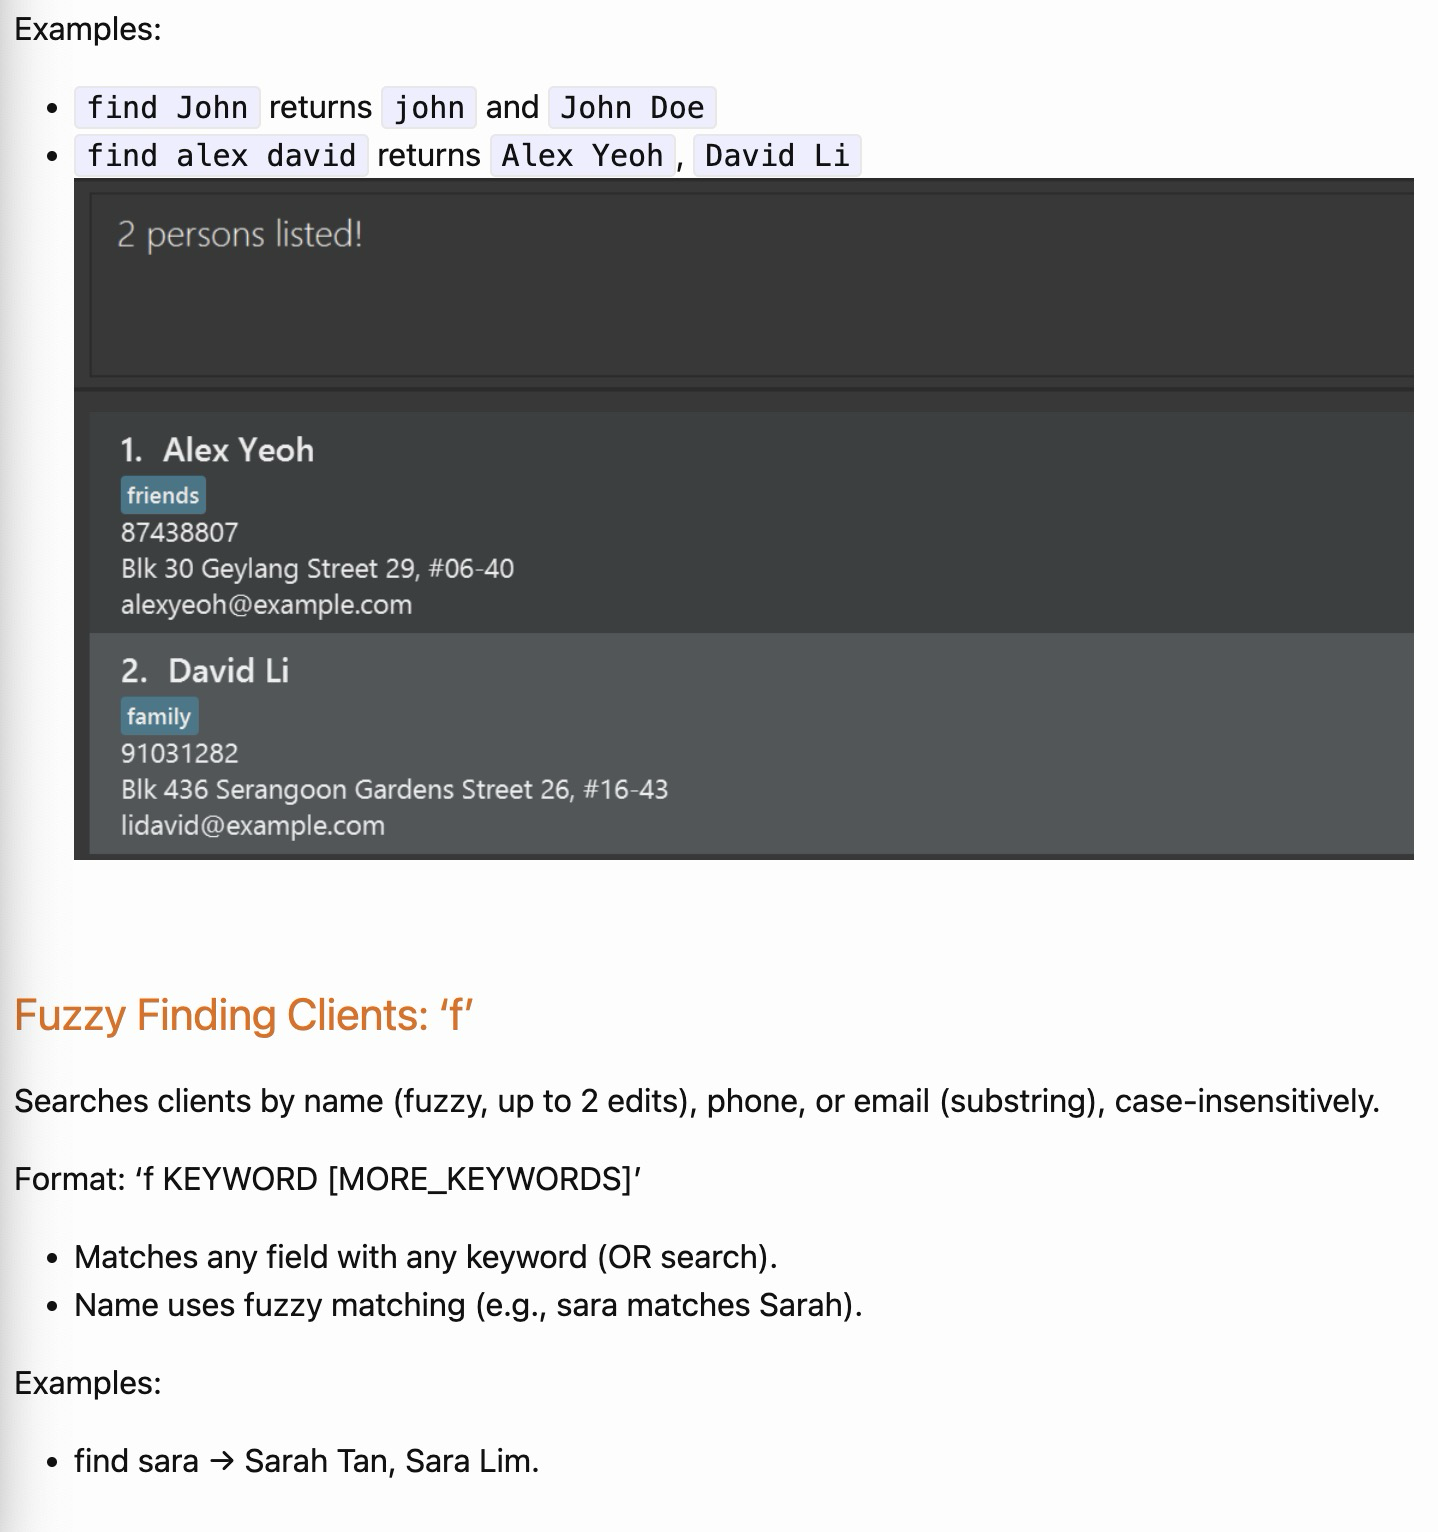 Examples:
• find John returns john and John Doe
• find alex david returns Alex Yeoh, David Li
2 persons listed!
1. Alex Yeoh
friends
87438807
Blk 30 Geylang Street 29, #06-40
alexyeoh@example.com
2. David Li
family
91031282
Blk 436 Serangoon Gardens Street 26, #16-43
lidavid@example.com
Fuzzy Finding Clients: ‘f’
Searches clients by name (fuzzy, up to 2 edits), phone, or email (substring), case-insensitively.
Format: ‘f KEYWORD [MORE_KEYWORDS]’
• Matches any field with any keyword (OR search).
• Name uses fuzzy matching (e.g., sara matches Sarah).
Examples:
• find sara → Sarah Tan, Sara Lim.